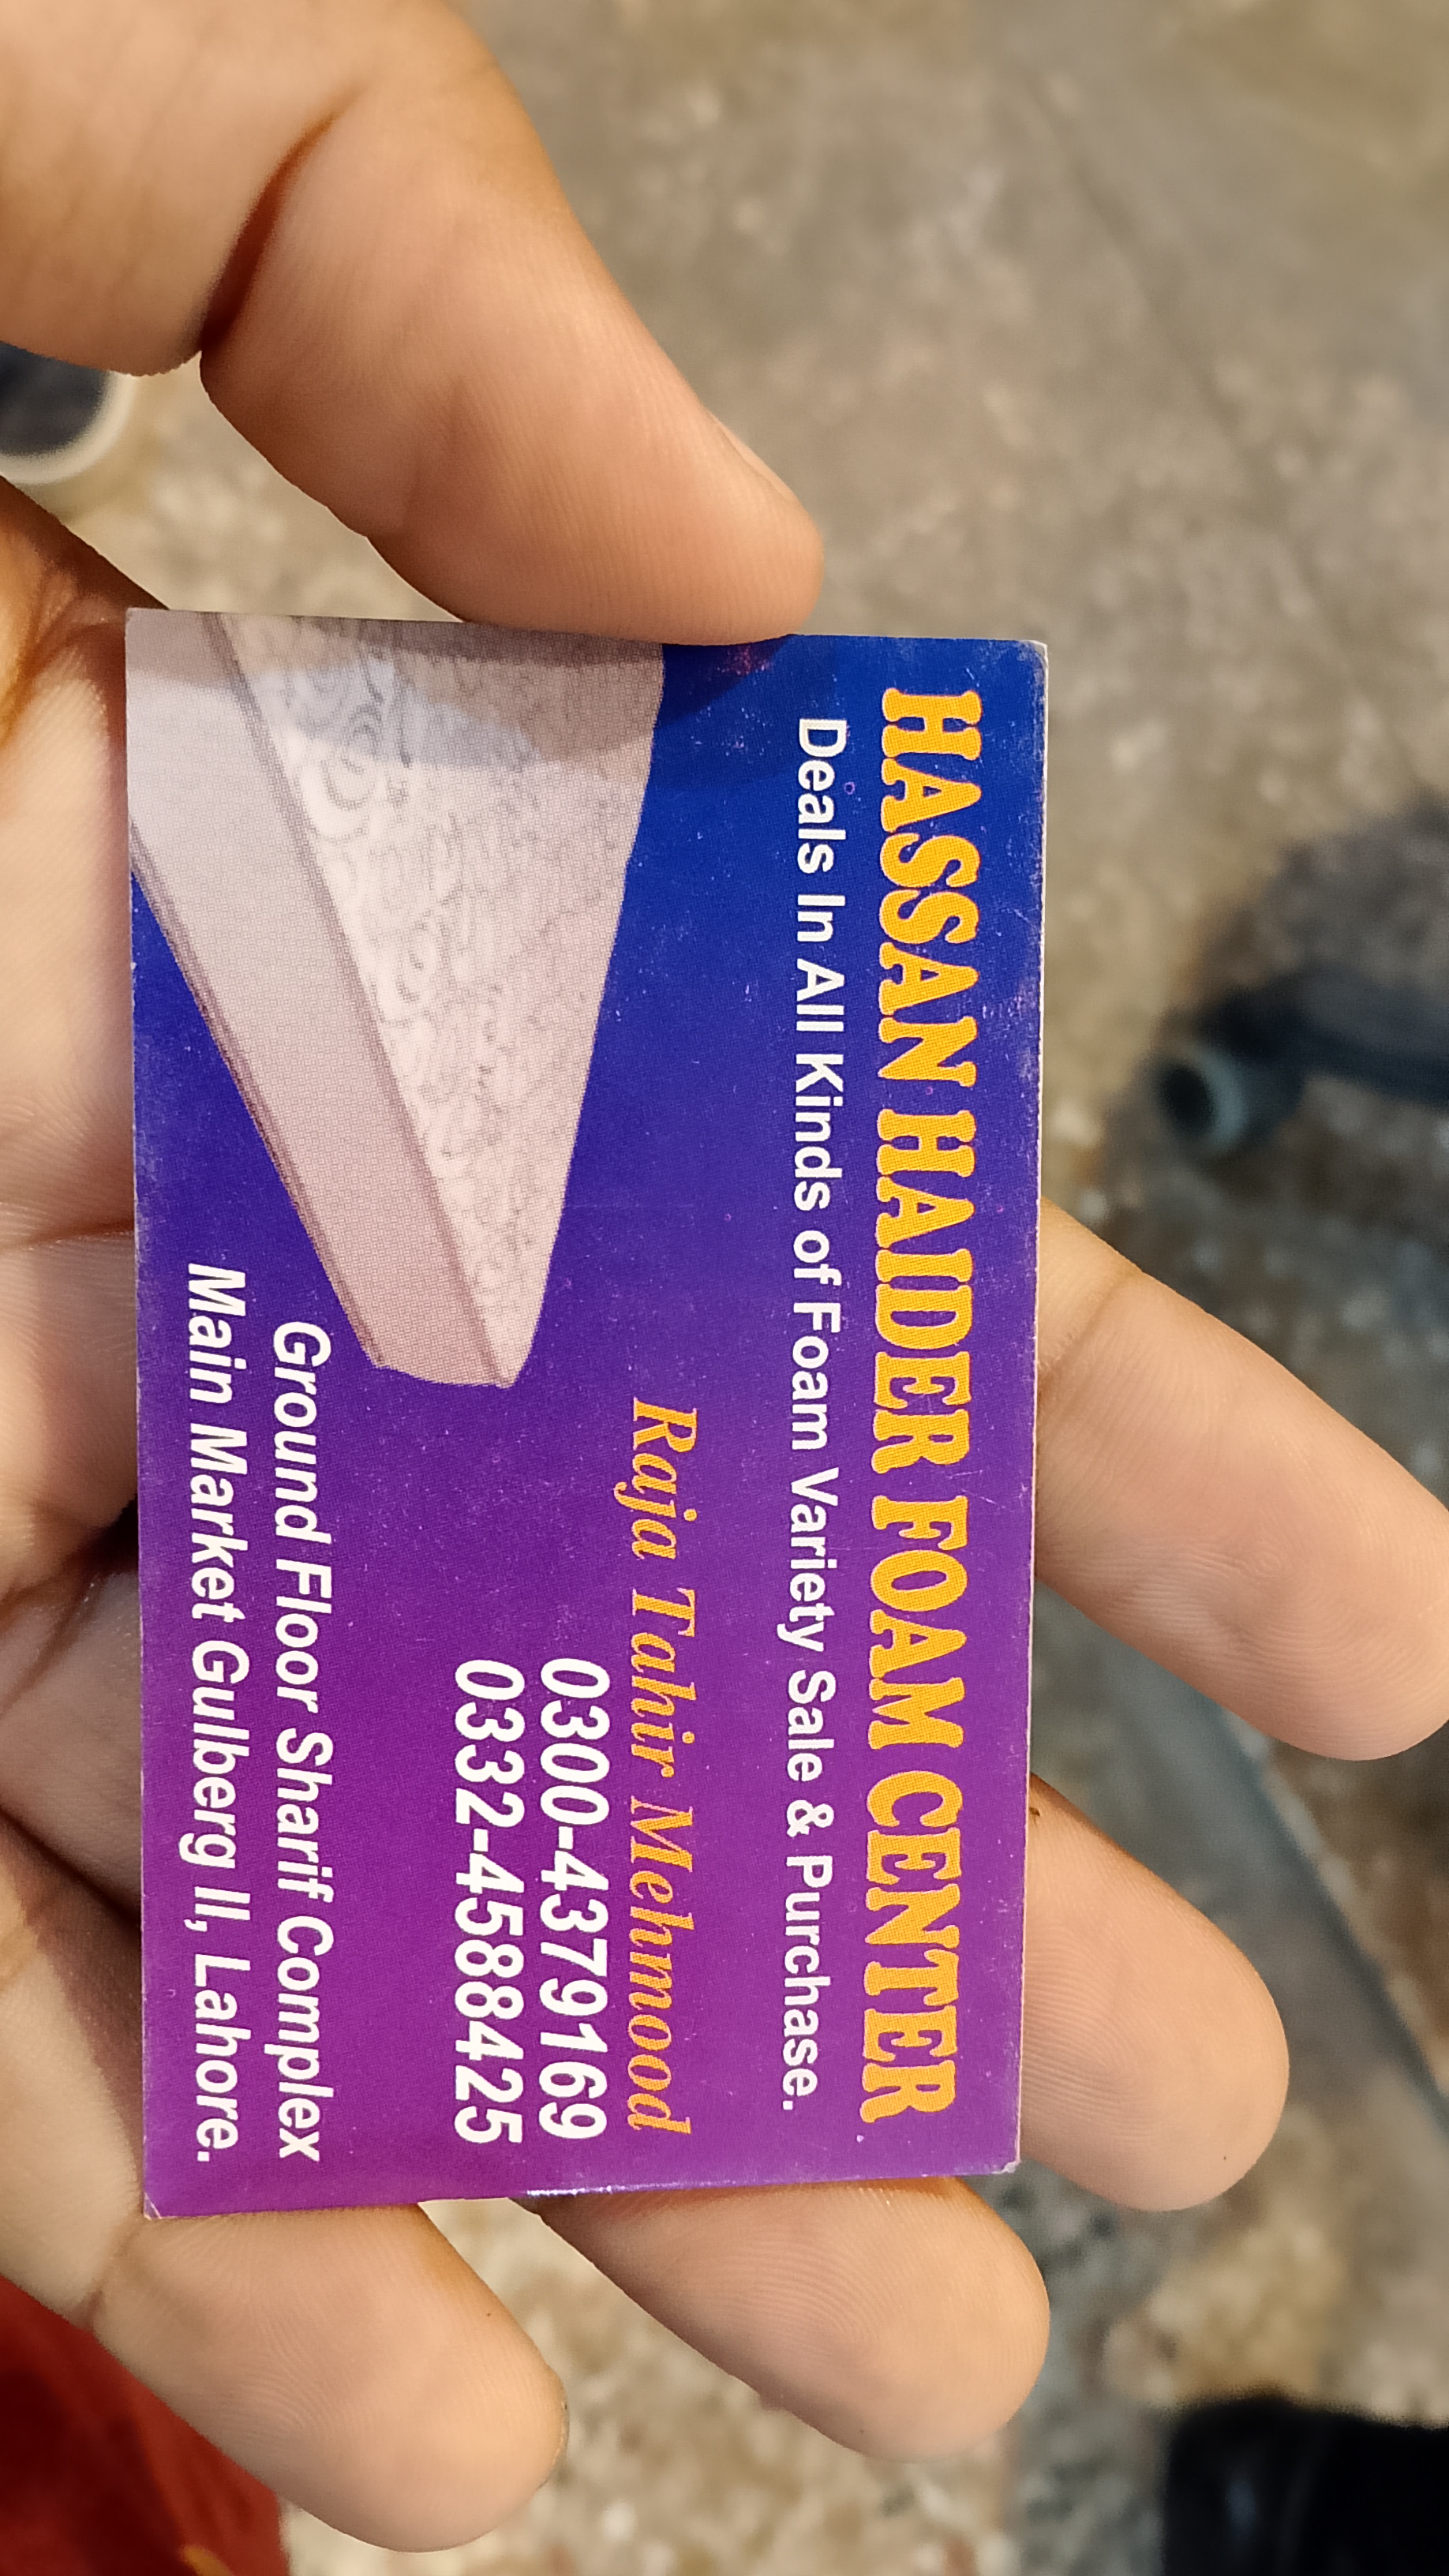 HASSAN HAIDER FOAM CENTER
Deals In All Kinds of Foam Variety Sale & Purchase.
Raja Tahir Mehmood
0300-4379169
0332-4588425
Ground Floor Sharif Complex
Main Market Gulberg II, Lahore.